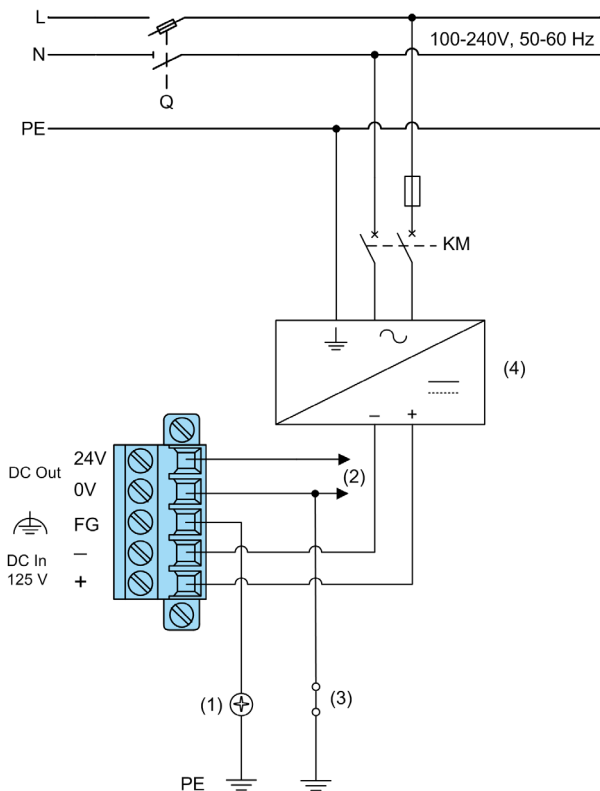 L
N
100-240V, 50-60 Hz
Q
PE
KM
(4)
–
+
DC Out
24V
0V
(2)
FG
DC In
125 V
–
+
(1)
(3)
PE